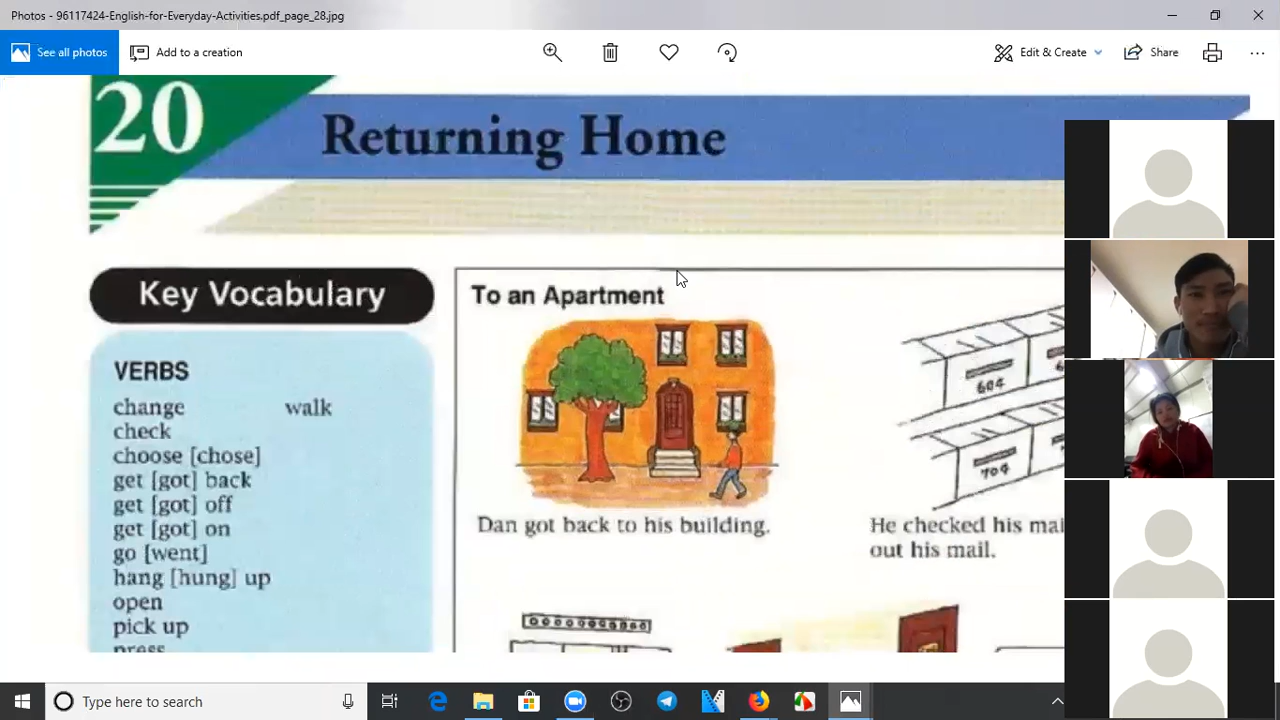 Photos - 96117424-English-for-Everyday-Activities.pdf_page_28.jpg
See all photos
Add to a creation
Edit & Create
Share
20
Returning Home
Key Vocabulary
VERBS
change walk
check
choose [chose]
get [got] back
get [got] off
get [got] on
go [went]
hang [hung] up
open
pick up
press
To an Apartment
604
704
Dan got back to his building.
He checked his mai
out his mail.
Type here to search